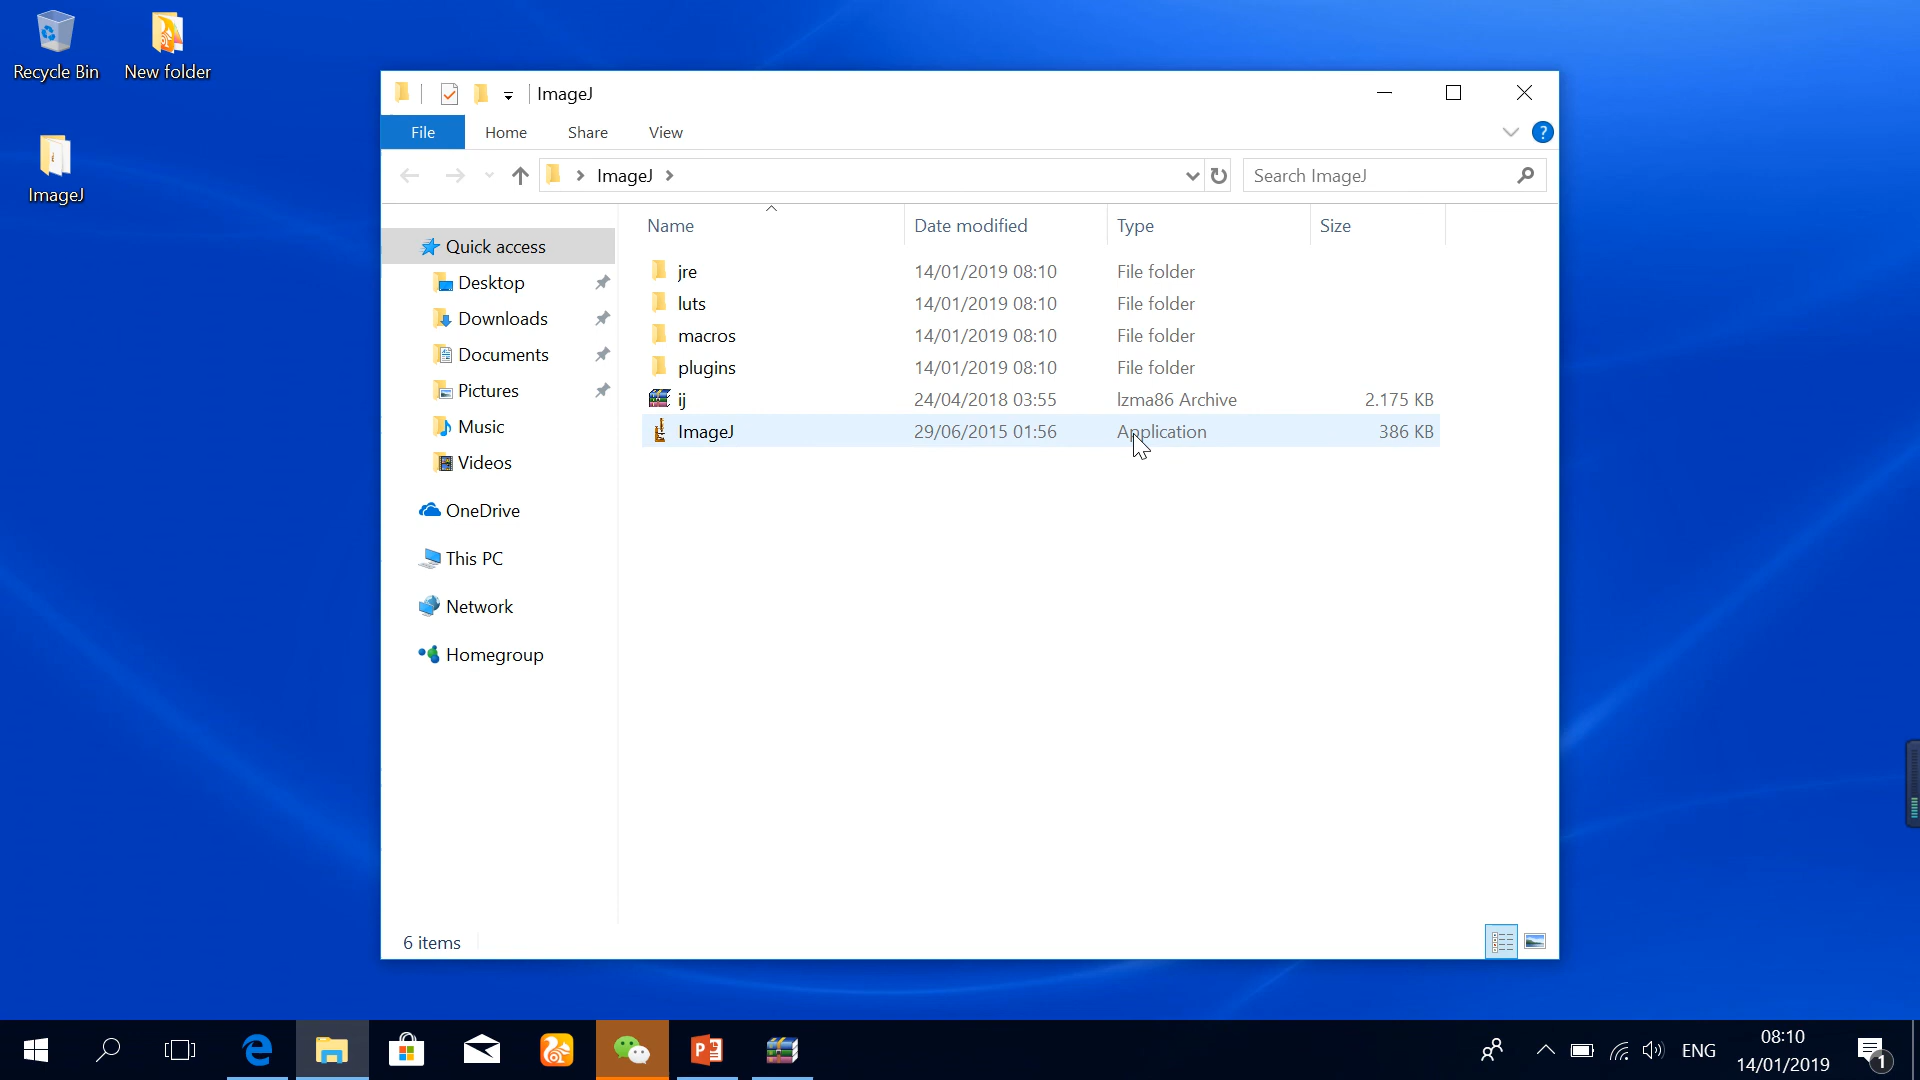 Recycle Bin
New folder
ImageJ
ImageJ
File
Home
Share
View
?
ImageJ
Search ImageJ
Name
Date modified
Type
Size
Quick access
Desktop
Downloads
Documents
Pictures
Music
Videos
OneDrive
This PC
Network
Homegroup
jre 14/01/2019 08:10 File folder
luts 14/01/2019 08:10 File folder
macros 14/01/2019 08:10 File folder
plugins 14/01/2019 08:10 File folder
ij 24/04/2018 03:55 lzma86 Archive 2.175 KB
ImageJ 29/06/2015 01:56 Application 386 KB
6 items
ENG
08:10
14/01/2019
1